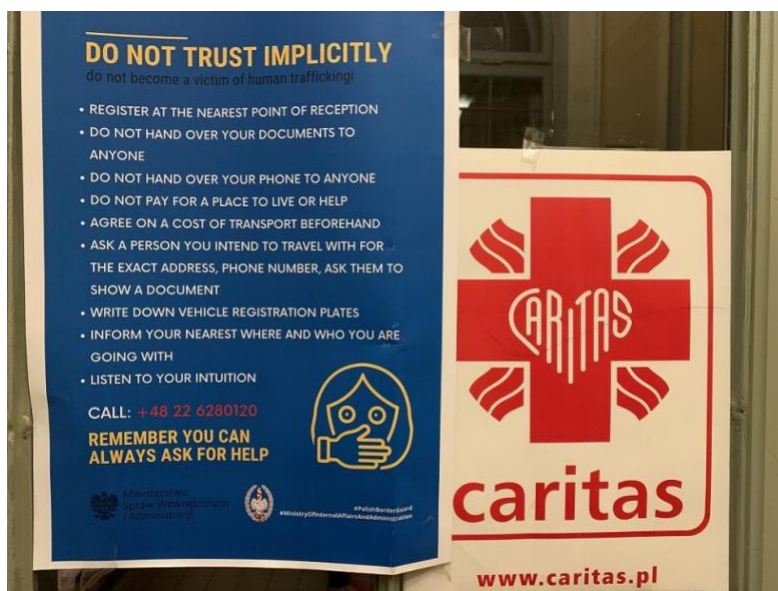 DO NOT TRUST IMPLICITLY
do not become a victim of human trafficking!
• REGISTER AT THE NEAREST POINT OF RECEPTION
• DO NOT HAND OVER YOUR DOCUMENTS TO
ANYONE
• DO NOT HAND OVER YOUR PHONE TO ANYONE
• DO NOT PAY FOR A PLACE TO LIVE OR HELP
• AGREE ON A COST OF TRANSPORT BEFOREHAND
• ASK A PERSON YOU INTEND TO TRAVEL WITH FOR
THE EXACT ADDRESS, PHONE NUMBER, ASK THEM TO
SHOW A DOCUMENT
• WRITE DOWN VEHICLE REGISTRATION PLATES
• INFORM YOUR NEAREST WHERE AND WHO YOU ARE
GOING WITH
• LISTEN TO YOUR INTUITION
CALL: +48 22 6280120
REMEMBER YOU CAN
ALWAYS ASK FOR HELP
Ministerstwo
Spraw Wewnętrznych
i Administracji
#PolishBorderGuard
#MinistryOfInternalAffairsAndAdministration
CARITAS
caritas
www.caritas.pl